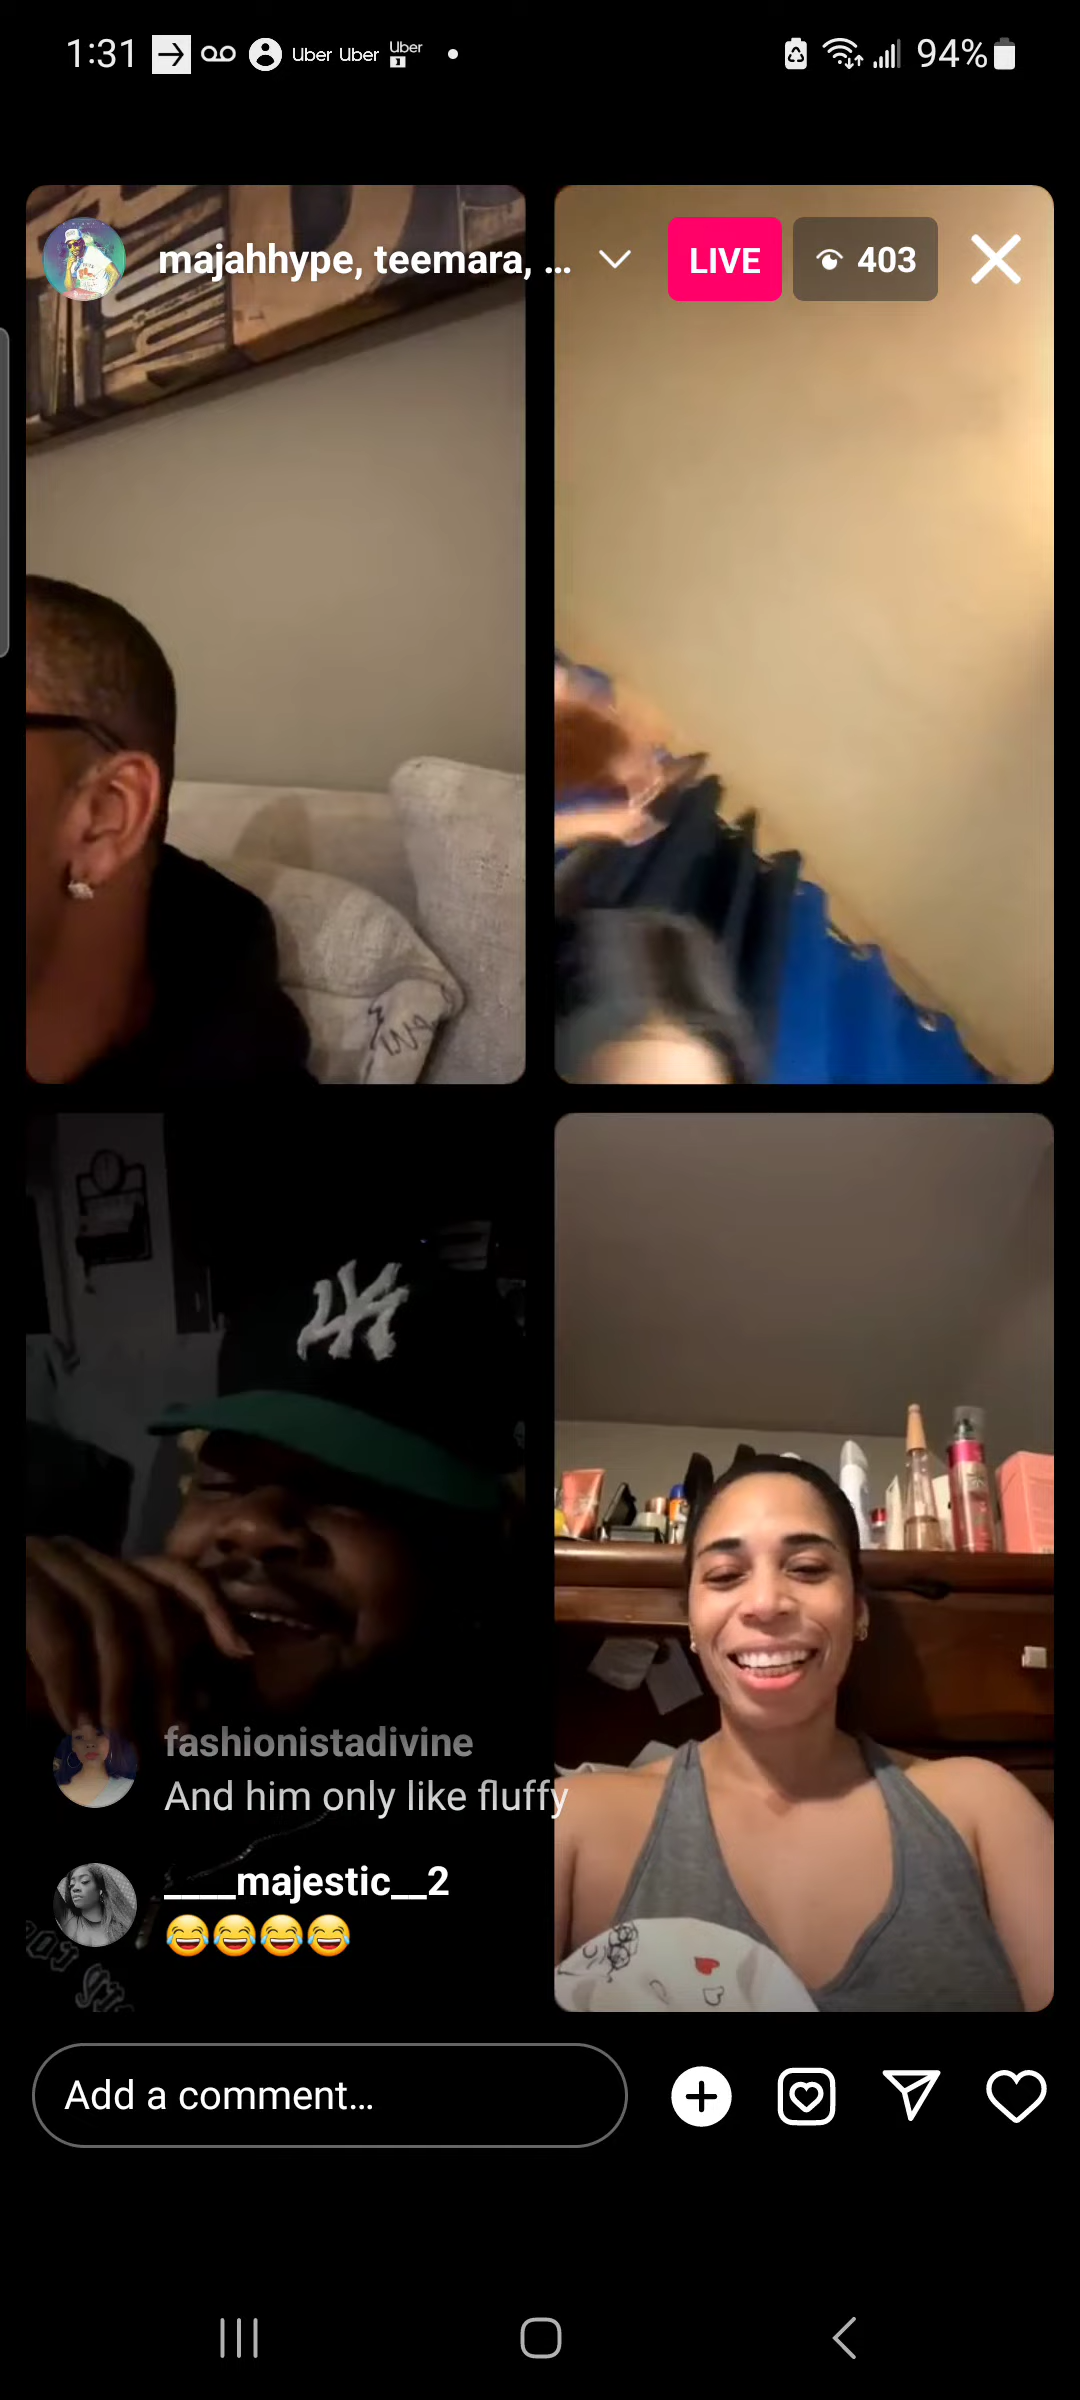 1:31 Uber Uber Uber 94%
majahhype, teemara, ... LIVE 403
NY
fashionistadivine
And him only like fluffy
____majestic__2
😂😂😂😂
Add a comment...